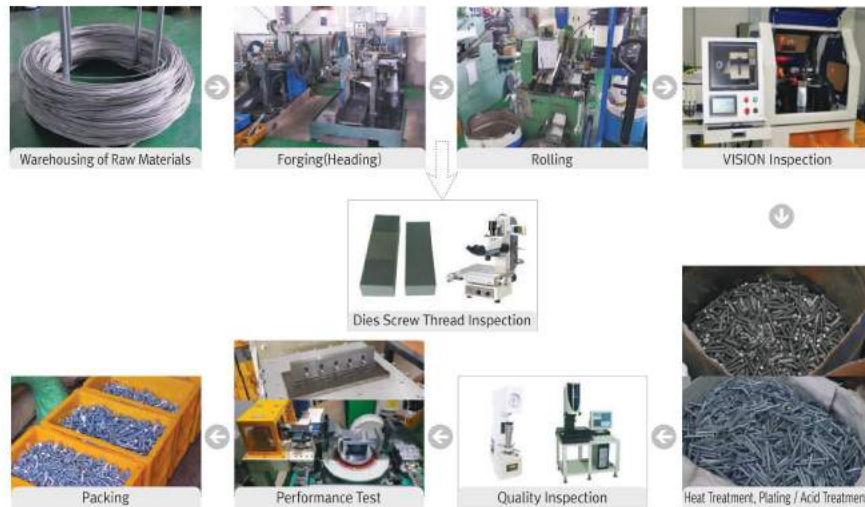 Warehousing of Raw Materials
Forging(Heading)
Rolling
VISION Inspection
Dies Screw Thread Inspection
Packing
Performance Test
Quality Inspection
Heat Treatment, Plating / Acid Treatmen